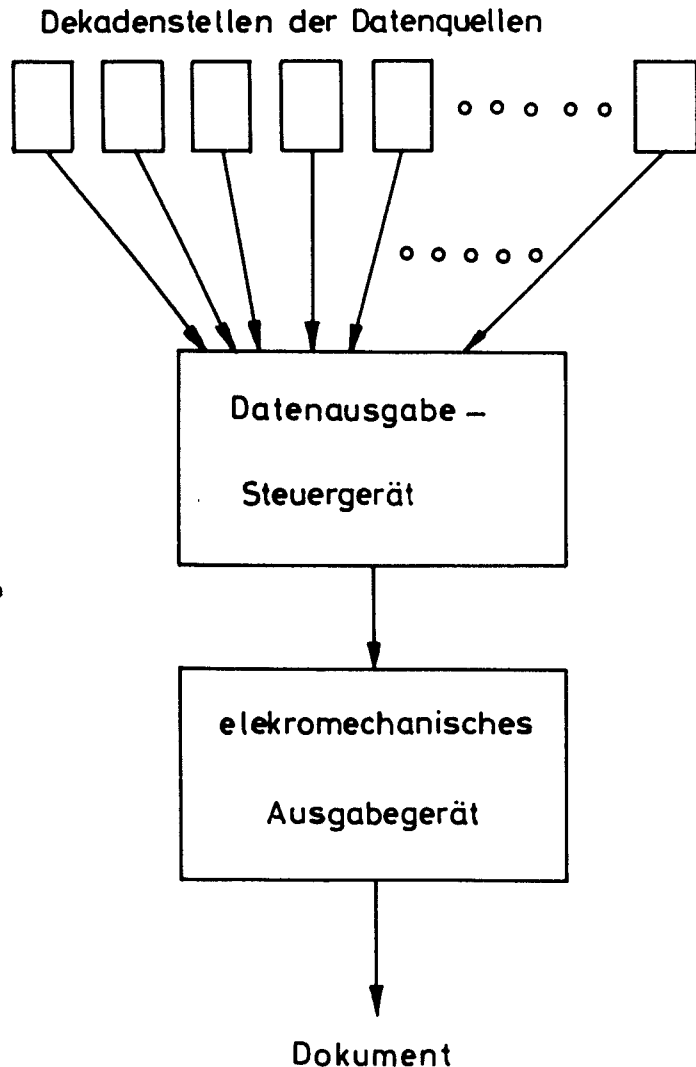 Dekadenstellen der Datenquellen
Datenausgabe –
Steuergerät
elekromechanisches
Ausgabegerät
Dokument